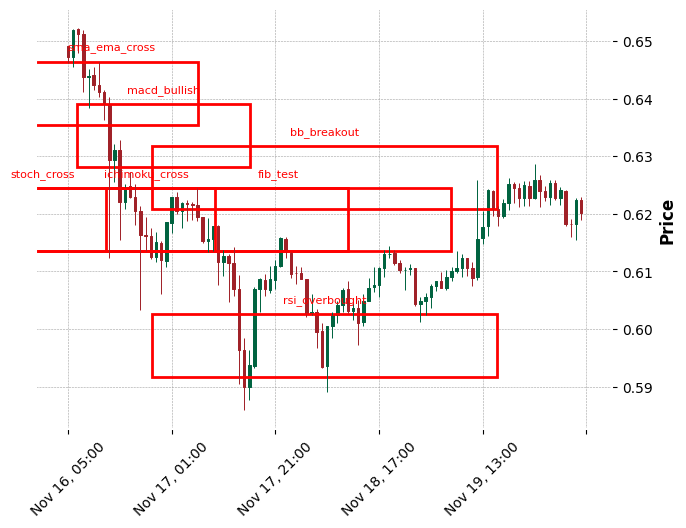 ema_ema_cross
0.65
macd_bullish
0.64
bb_breakout
0.63
stoch_cross
ichimoku_cross
fib_test
0.62
Price
0.61
rsi_overbought
0.60
0.59
Nov 16, 05:00
Nov 17, 01:00
Nov 17, 21:00
Nov 18, 17:00
Nov 19, 13:00